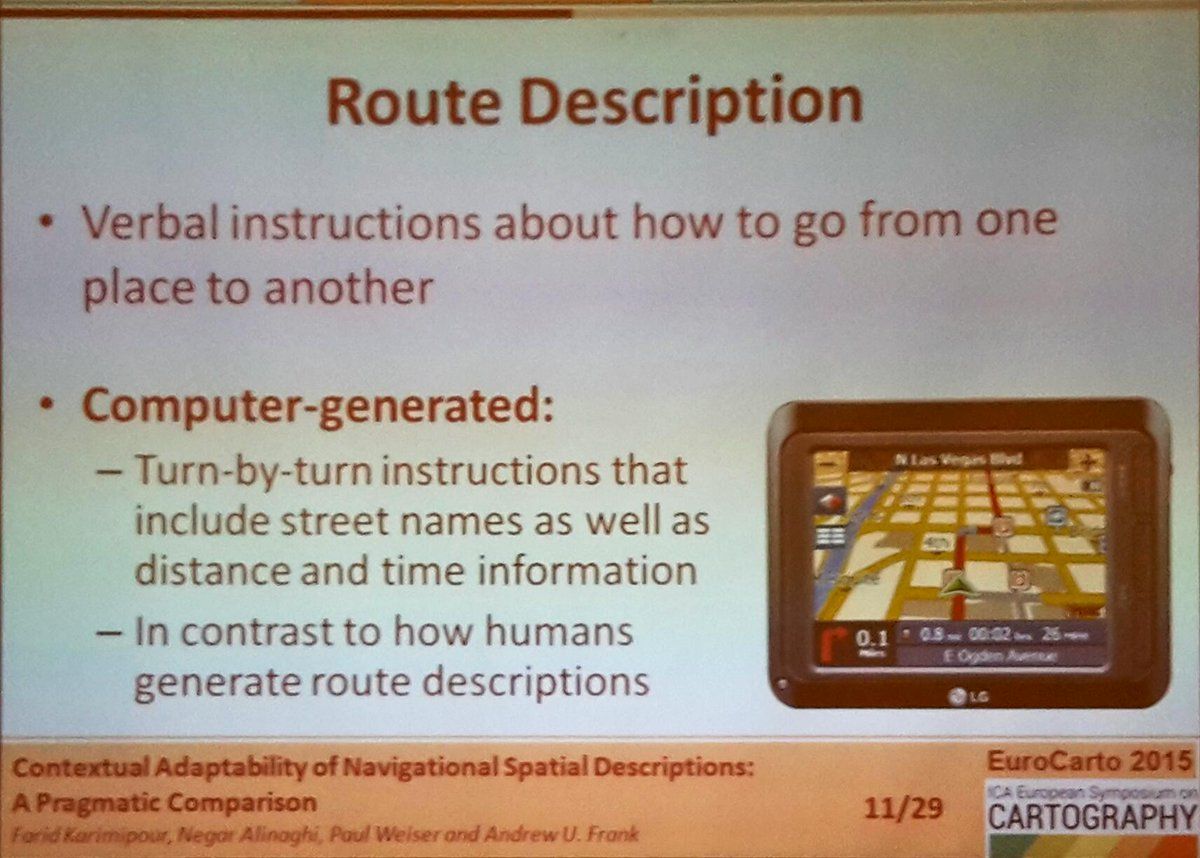 Route Description
• Verbal instructions about how to go from one
place to another
• Computer-generated:
– Turn-by-turn instructions that
include street names as well as
distance and time information
– In contrast to how humans
generate route descriptions
N Las Vegas Blvd
0.1
Miles
0.8 00:02 26
E Ogden Avenue
LG
Contextual Adaptability of Navigational Spatial Descriptions:
A Pragmatic Comparison
Farid Karimipour, Negar Alinaghi, Paul Weiser and Andrew U. Frank
11/29
EuroCarto 2015
ICA European Symposium on
CARTOGRAPHY